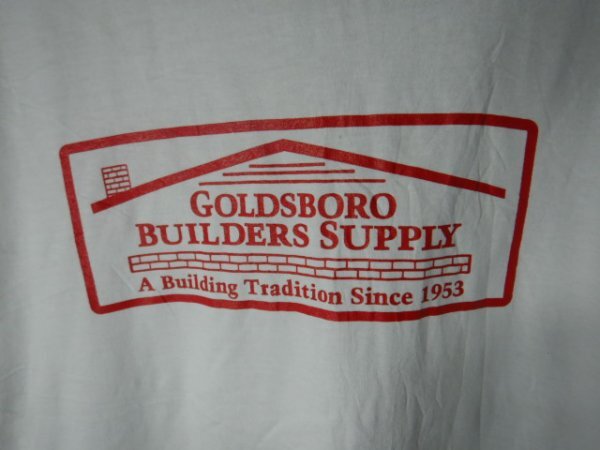 GOLDSBORO
BUILDERS SUPPLY
A Building Tradition Since 1953